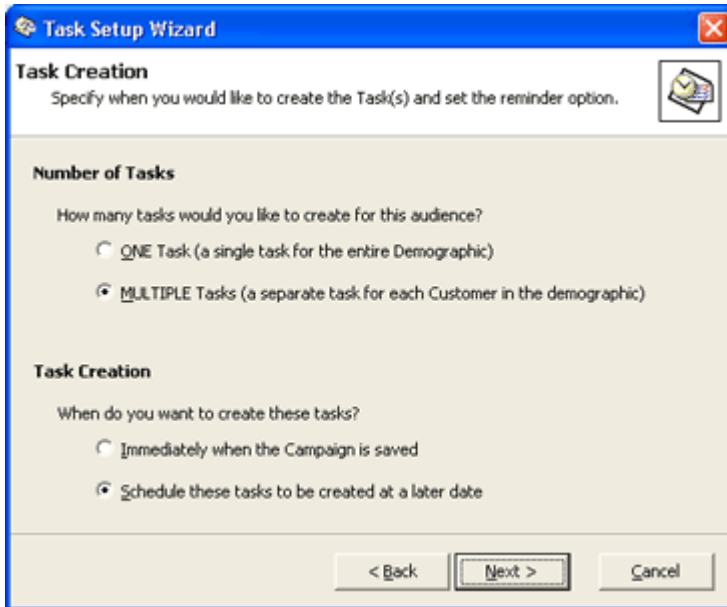 Task Setup Wizard
Task Creation
Specify when you would like to create the Task(s) and set the reminder option.
Number of Tasks
How many tasks would you like to create for this audience?
ONE Task (a single task for the entire Demographic)
MULTIPLE Tasks (a separate task for each Customer in the demographic)
Task Creation
When do you want to create these tasks?
Immediately when the Campaign is saved
Schedule these tasks to be created at a later date
< Back Next > Cancel